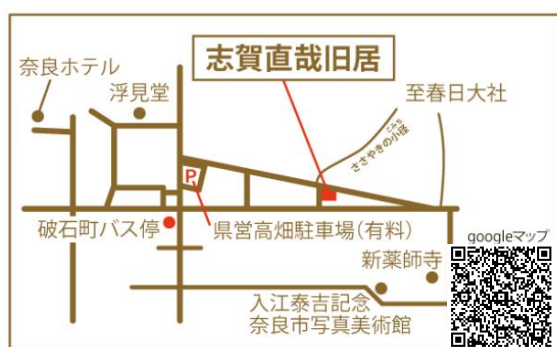 志賀直哉旧居
奈良ホテル
浮見堂
至春日大社
ささやきの小径
こみち
P
破石町バス停
県営高畑駐車場(有料)
googleマップ
新薬師寺
入江泰吉記念
奈良市写真美術館